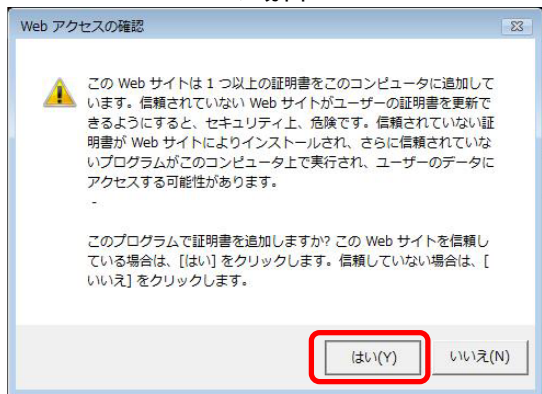 Web アクセスの確認
この Web サイトは 1 つ以上の証明書をこのコンピュータに追加して
います。信頼されていない Web サイトがユーザーの証明書を更新で
きるようにすると、セキュリティ上、危険です。信頼されていない証
明書が Web サイトによりインストールされ、さらに信頼されていな
いプログラムがこのコンピュータ上で実行され、ユーザーのデータに
アクセスする可能性があります。
-
このプログラムで証明書を追加しますか? この Web サイトを信頼し
ている場合は、[はい] をクリックします。信頼していない場合は、[
いいえ] をクリックします。
はい(Y) いいえ(N)